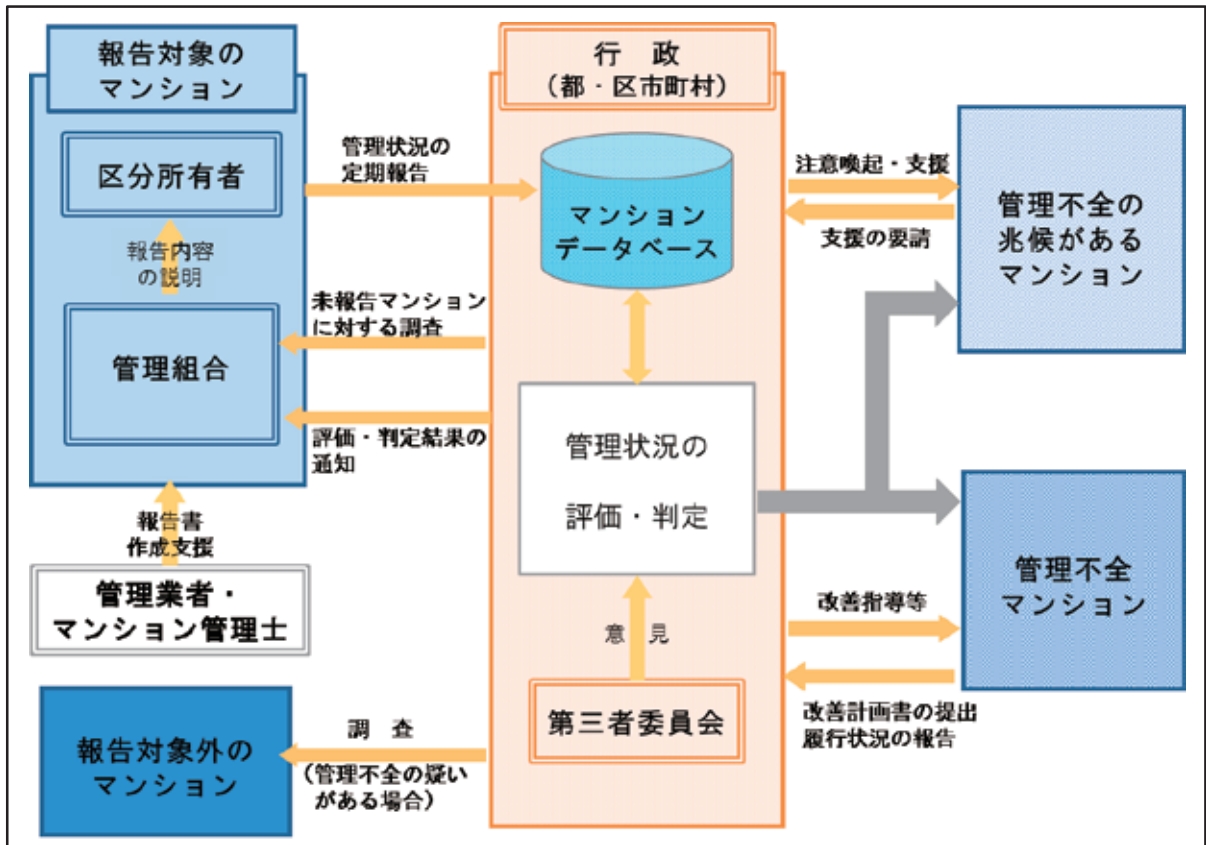 報告対象の
マンション
区分所有者
報告内容
の説明
管理組合
報告書
作成支援
管理業者・
マンション管理士
報告対象外の
マンション
管理状況の
定期報告
未報告マンション
に対する調査
評価・判定結果の
通知
調 査
(管理不全の疑い
がある場合)
行 政
(都・区市町村)
マンション
データベース
管理状況の
評価・判定
意 見
第三者委員会
注意喚起・支援
支援の要請
改善指導等
改善計画書の提出
履行状況の報告
管理不全の
兆候がある
マンション
管理不全
マンション